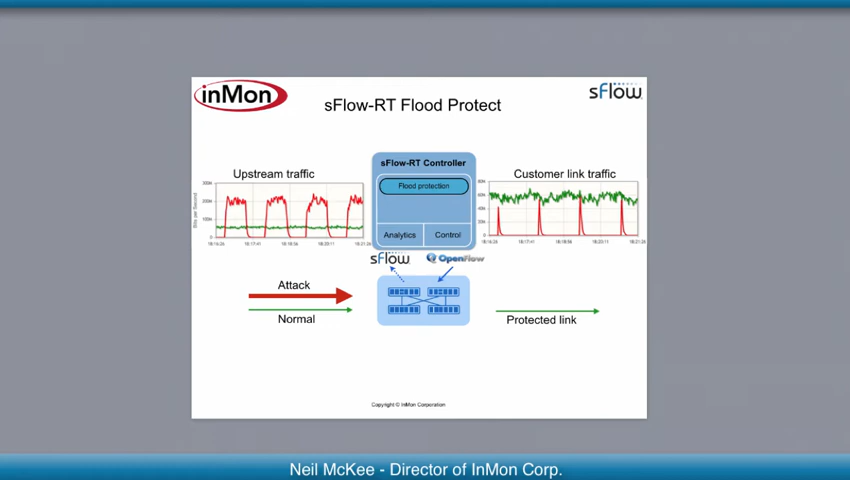 inMon
sFlow
sFlow-RT Flood Protect
sFlow-RT Controller
Upstream traffic
Flood protection
Customer link traffic
Analytics
Control
sFlow
OpenFlow
Attack
Normal
Protected link
Copyright © InMon Corporation
Neil McKee - Director of InMon Corp.